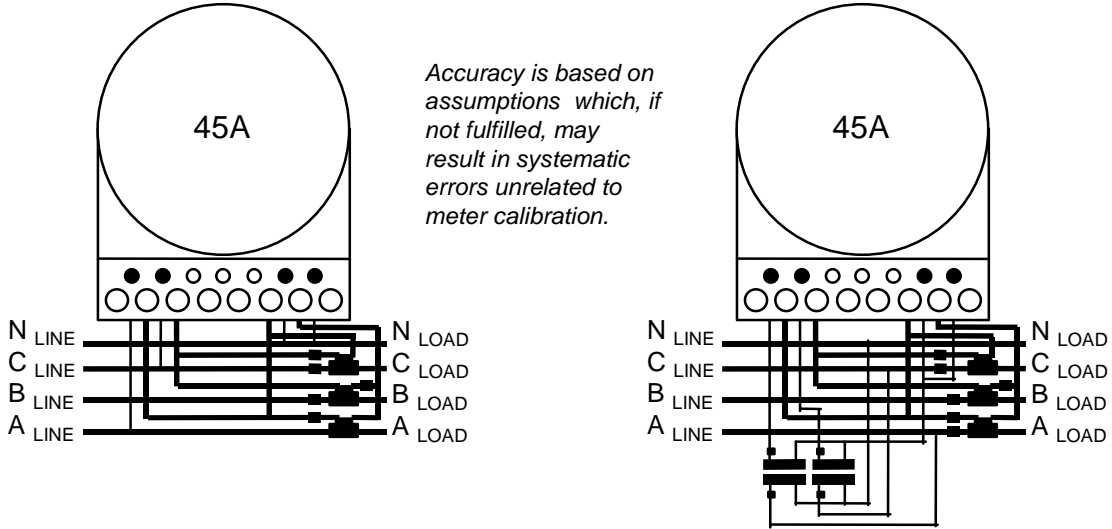 45A
Accuracy is based on
assumptions which, if
not fulfilled, may
result in systematic
errors unrelated to
meter calibration.
45A
N LINE
N LOAD
C LINE
C LOAD
B LINE
B LOAD
A LINE
A LOAD
N LINE
N LOAD
C LINE
C LOAD
B LINE
B LOAD
A LINE
A LOAD